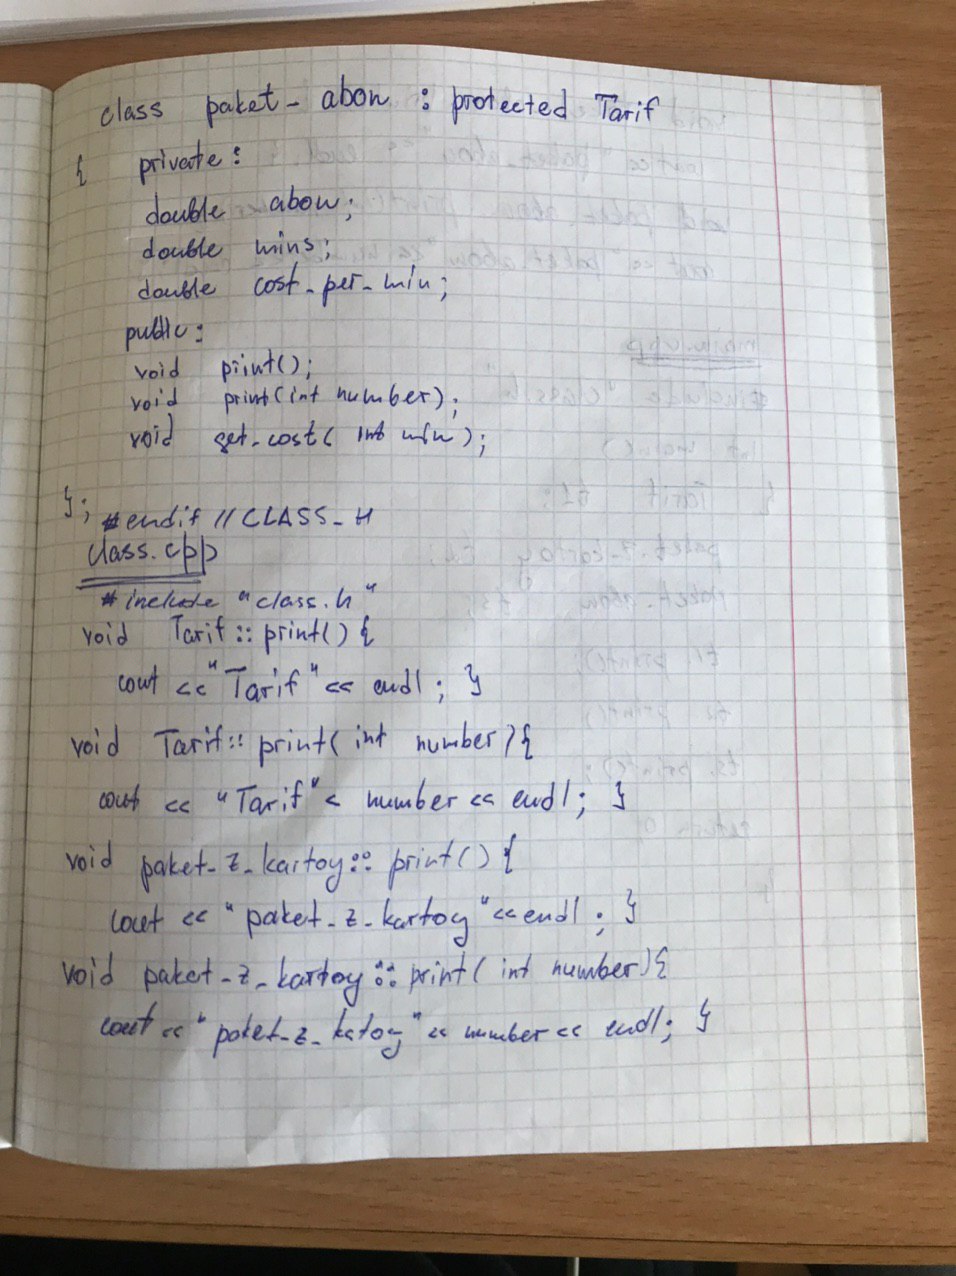 class paket_abon : protected Tarif
{ private:
double abon;
double mins;
double cost_per_min;
public:
void print();
void print(int number);
void get_cost( int min );
}; #endif //CLASS_H
class.cpp
#include "class.h"
void Tarif::print() {
cout << "Tarif" << endl; }
void Tarif:: print( int number) {
cout << "Tarif" < number << endl; }
void paket_z_kartoy:: print() {
cout << "paket_z_kartoy" << endl; }
void paket_z_kartoy:: print( int number) {
cout << "paket_z_katoy" << number << endl; }